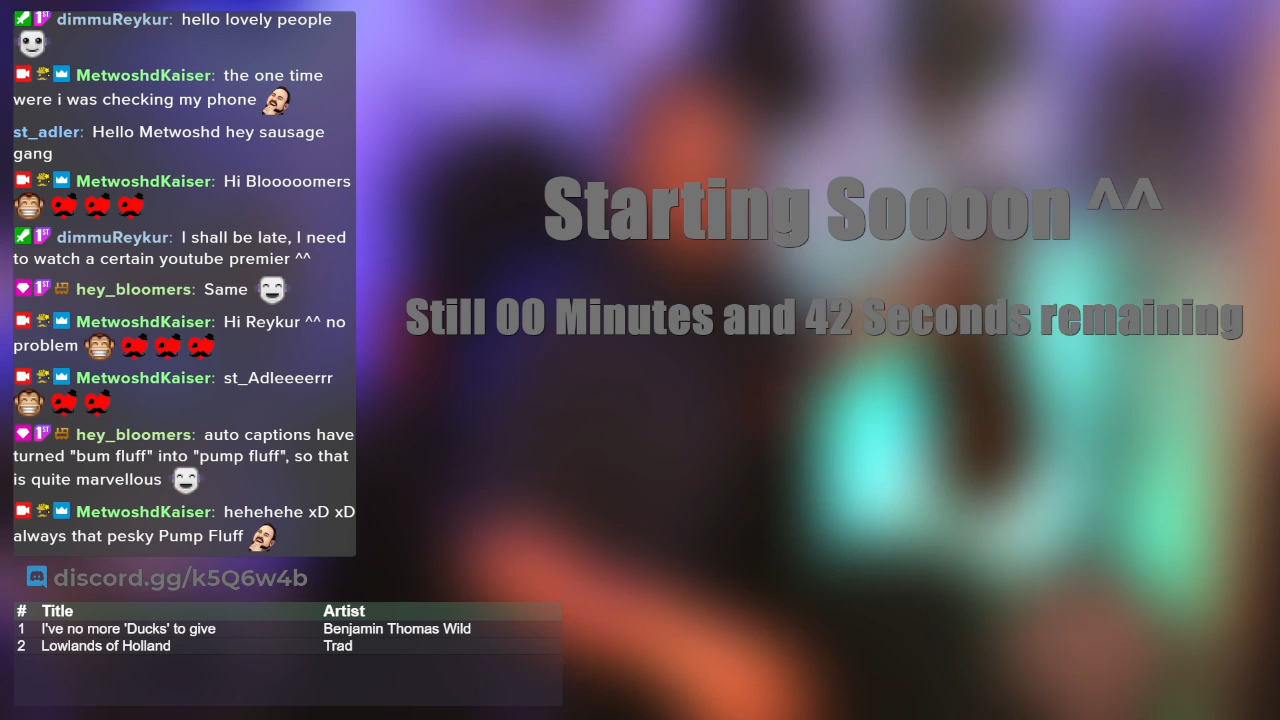 dimmuReykur: hello lovely people
MetwoshdKaiser: the one time
were i was checking my phone
st_adler: Hello Metwoshd hey sausage
gang
MetwoshdKaiser: Hi Blooooomers
dimmuReykur: I shall be late, I need
to watch a certain youtube premier ^^
hey_bloomers: Same
MetwoshdKaiser: Hi Reykur ^^ no
problem
MetwoshdKaiser: st_Adleeeerrr
hey_bloomers: auto captions have
turned "bum fluff" into "pump fluff", so that
is quite marvellous
MetwoshdKaiser: hehehehe xD xD
always that pesky Pump Fluff
discord.gg/k5Q6w4b
# Title Artist
1 I've no more 'Ducks' to give Benjamin Thomas Wild
2 Lowlands of Holland Trad
Starting Sooooon ^^
Still 00 Minutes and 42 Seconds remaining